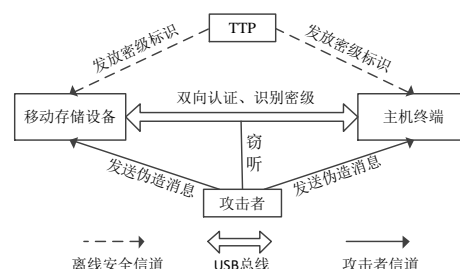 TTP
发放密级标识
发放密级标识
移动存储设备
双向认证、识别密级
主机终端
窃
听
发送伪造消息
发送伪造消息
攻击者
离线安全信道
USB总线
攻击者信道